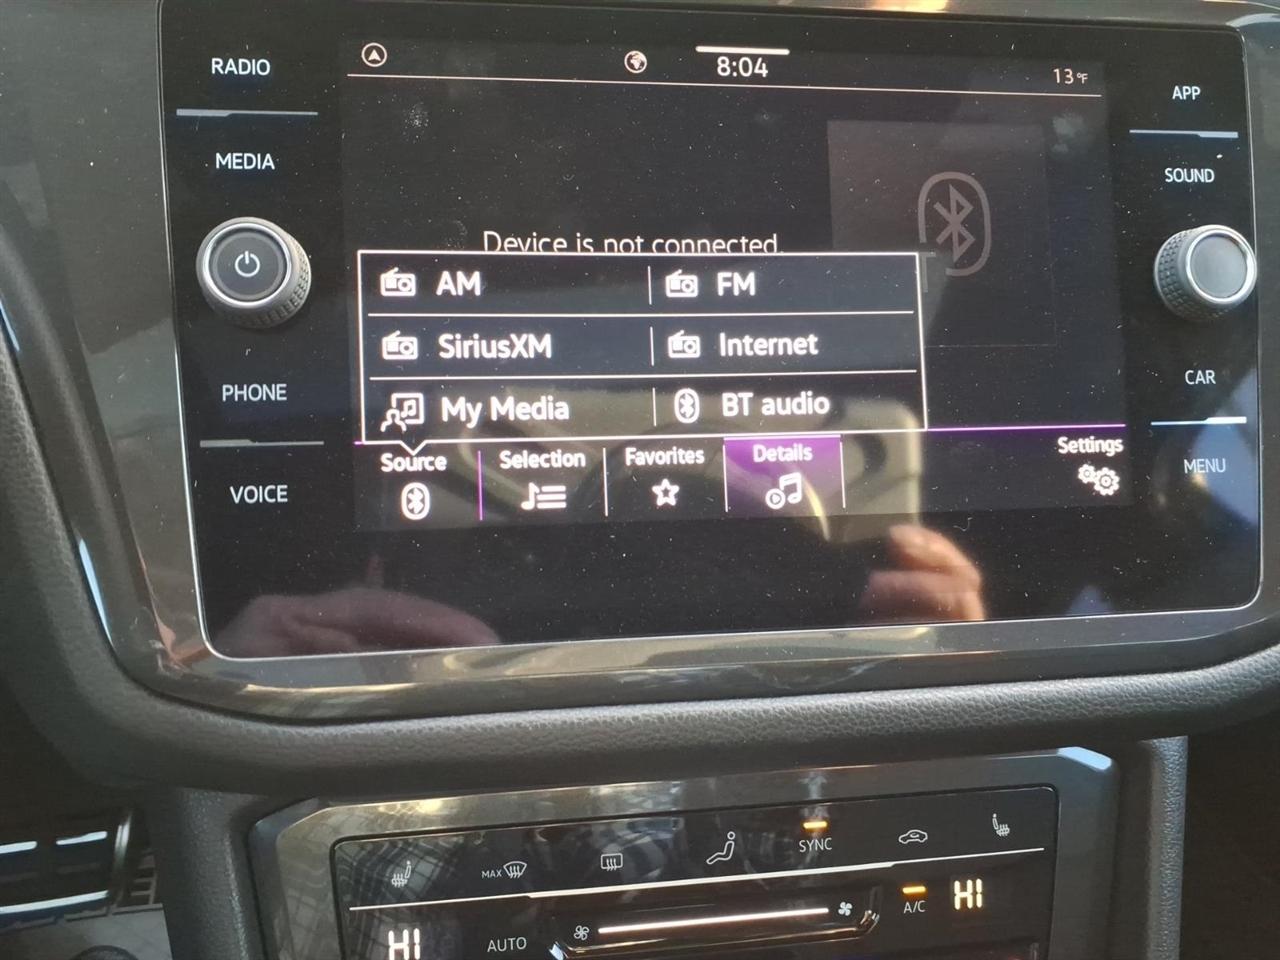 RADIO
MEDIA
PHONE
VOICE
8:04
13°F
Device is not connected.
AM
FM
SiriusXM
Internet
My Media
BT audio
Source
Selection
Favorites
Details
Settings
APP
SOUND
CAR
MENU
MAX
SYNC
HI
AUTO
A/C
HI